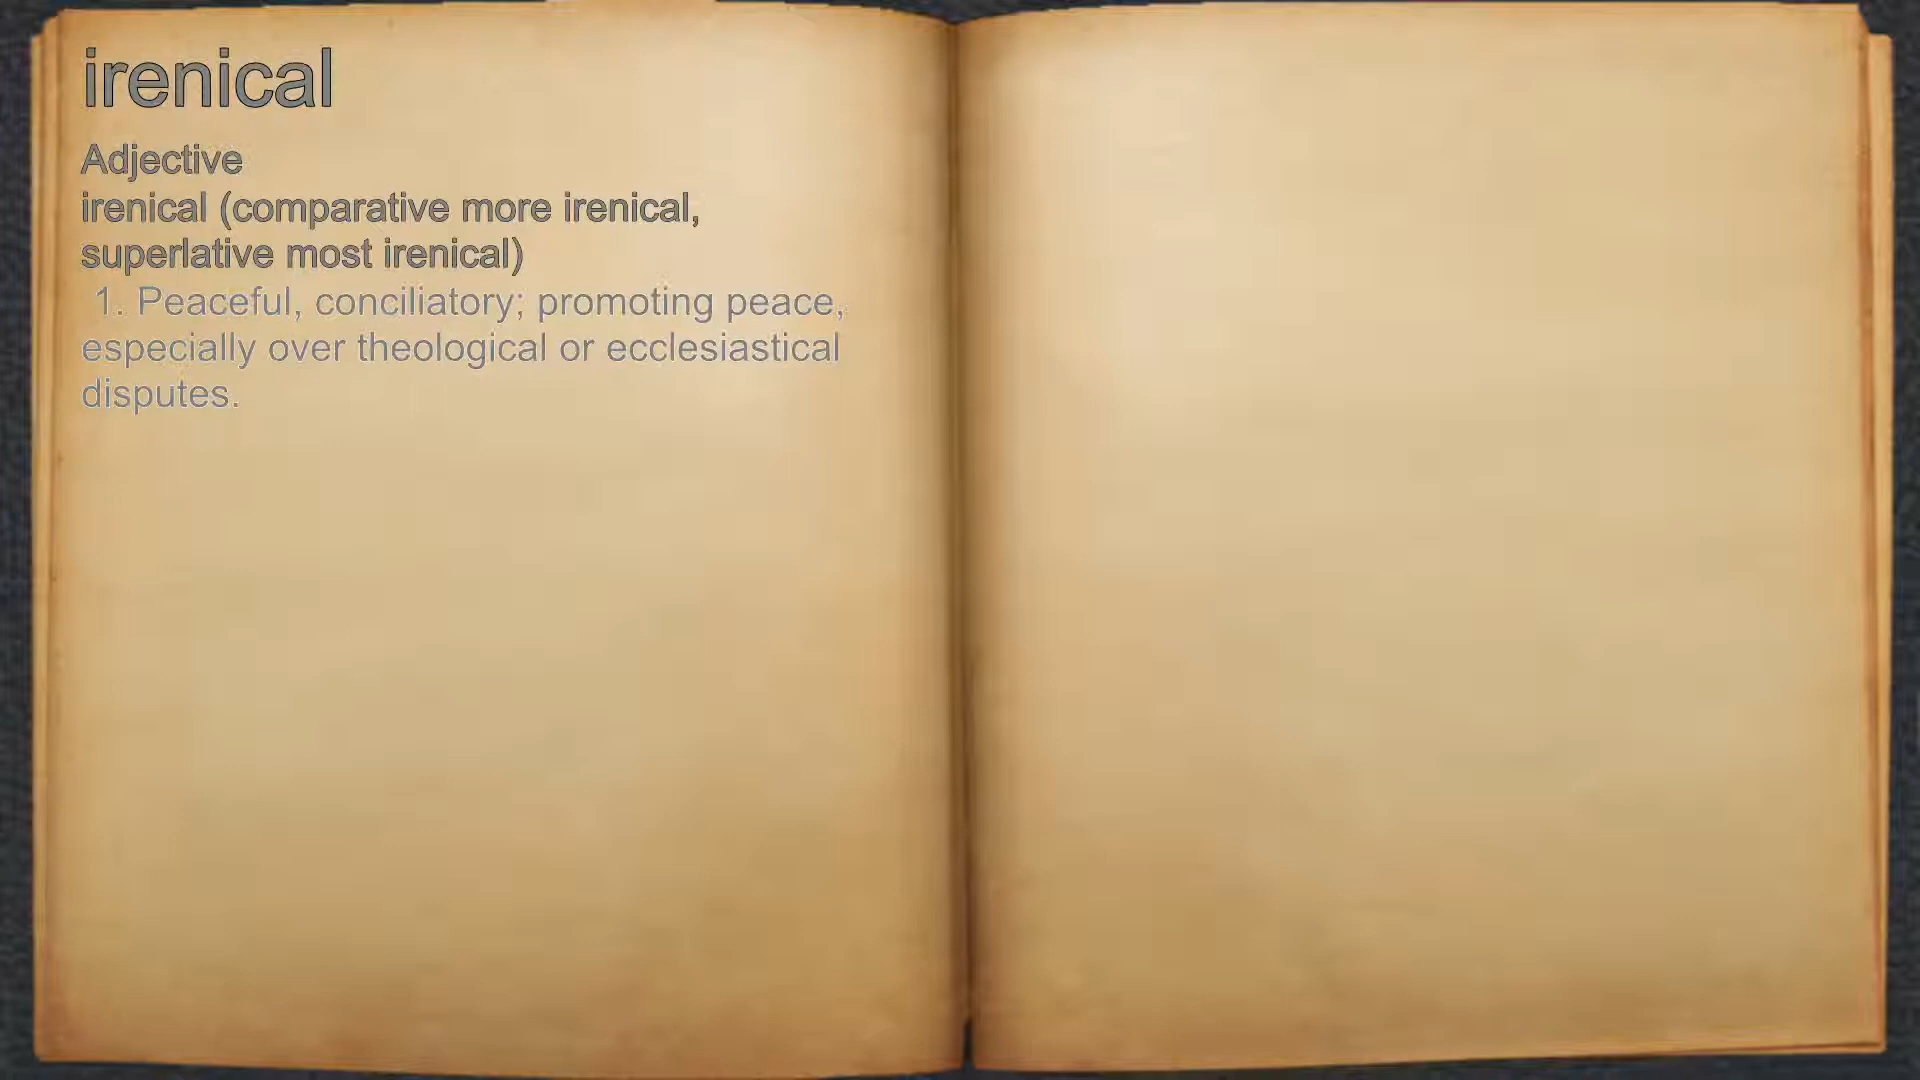 irenical
Adjective
irenical (comparative more irenical,
superlative most irenical)
1. Peaceful, conciliatory; promoting peace,
especially over theological or ecclesiastical
disputes.